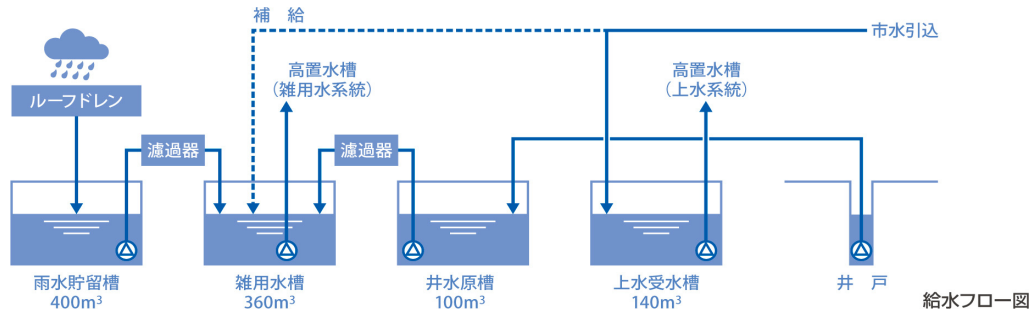 補　給
市水引込
高置水槽
（雑用水系統）
高置水槽
（上水系統）
ルーフドレン
濾過器
濾過器
雨水貯留槽
400m³
雑用水槽
360m³
井水原槽
100m³
上水受水槽
140m³
井　戸
給水フロー図